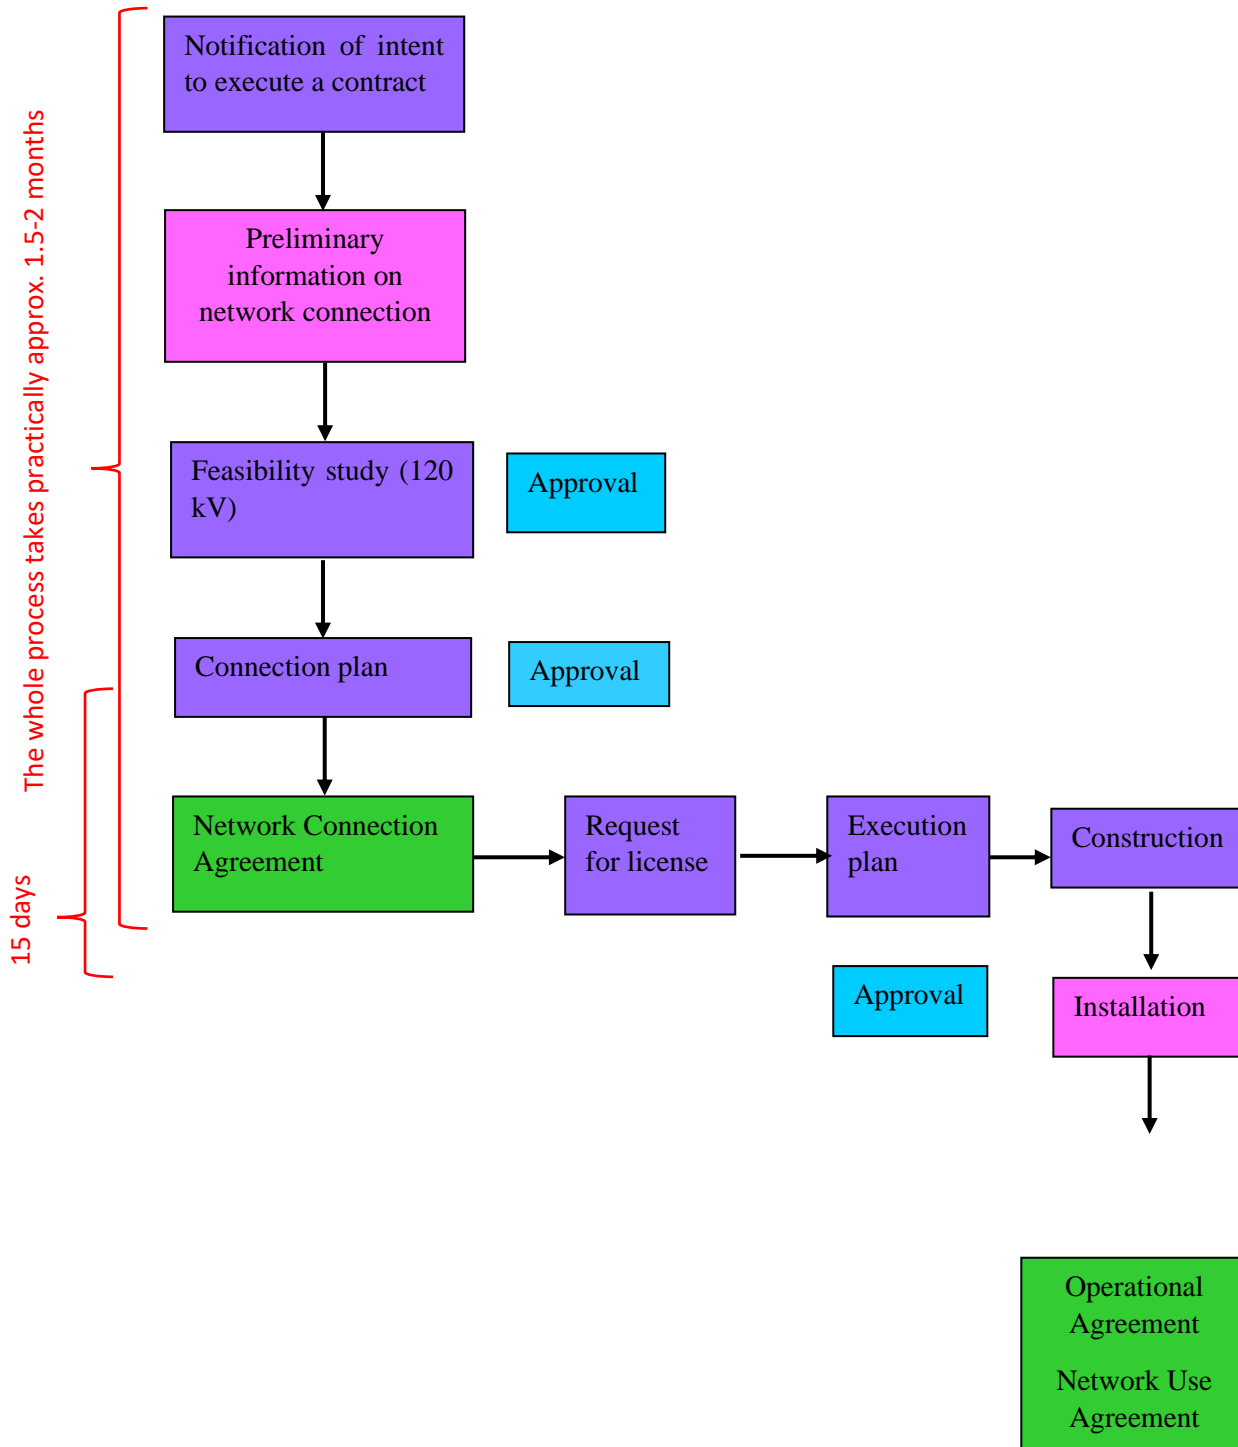 Notification of intent
to execute a contract
The whole process takes practically approx. 1.5-2 months
Preliminary
information on
network connection
Feasibility study (120
kV)
Approval
Connection plan
Approval
15 days
Network Connection
Agreement
Request
for license
Execution
plan
Construction
Approval
Installation
Operational
Agreement
Network Use
Agreement